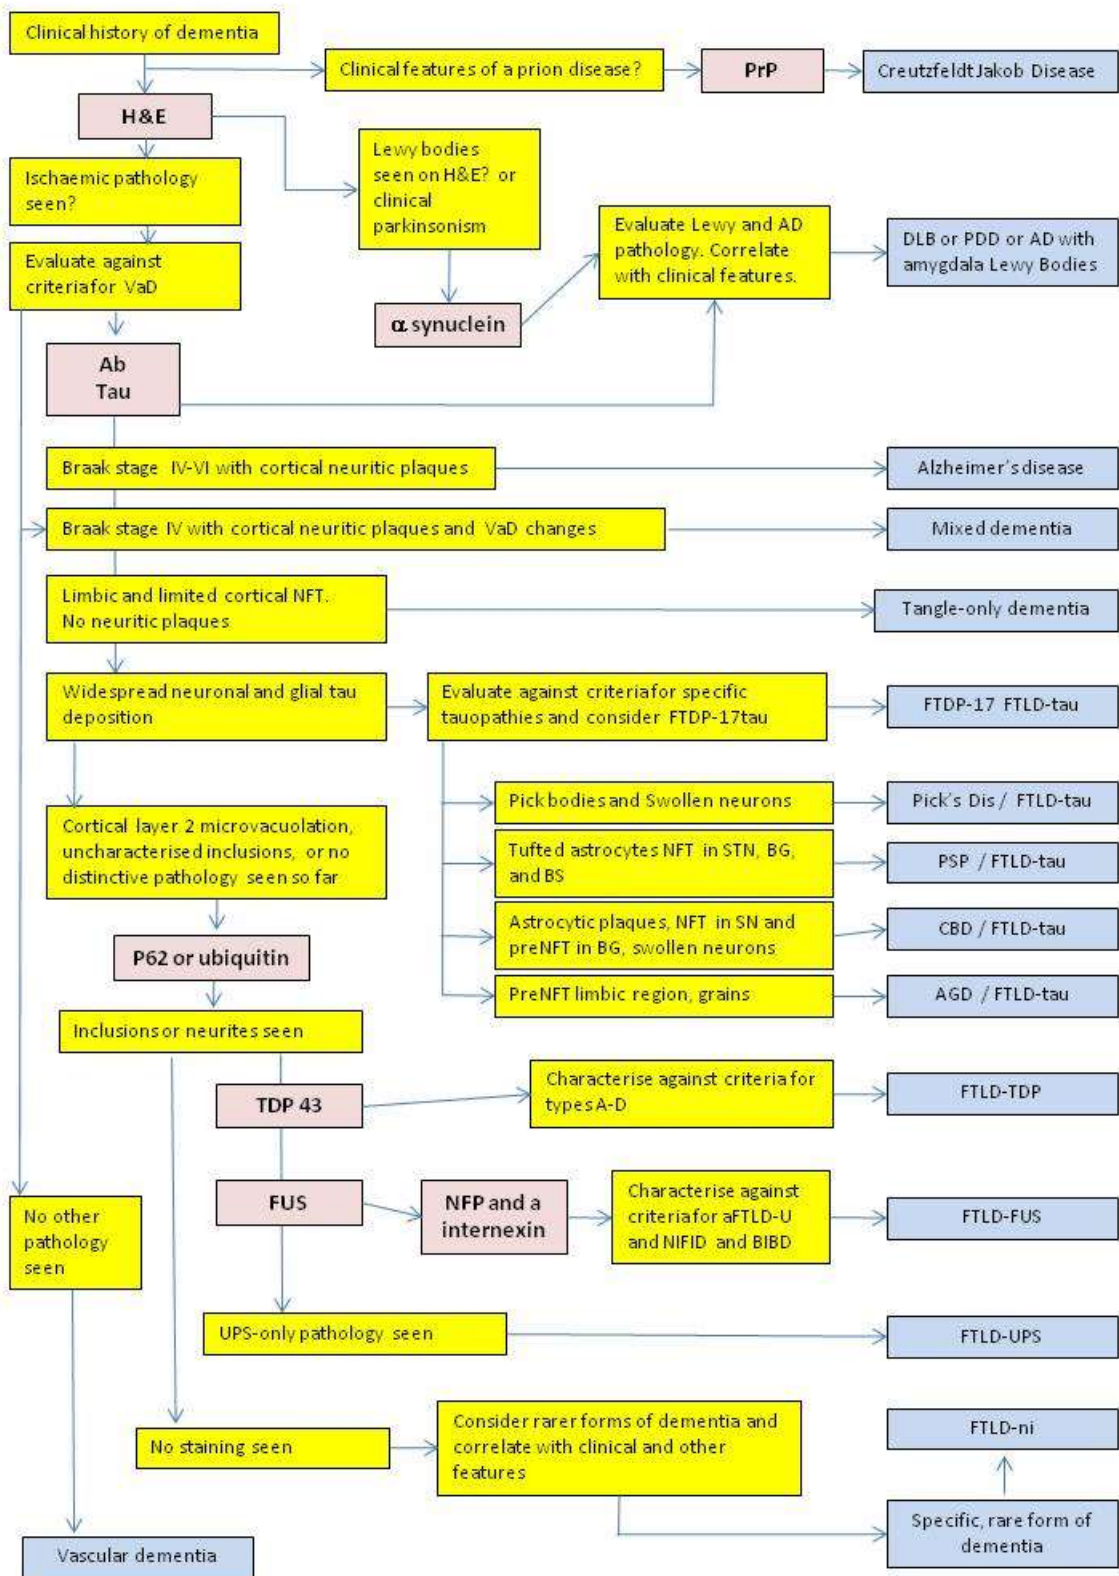 Clinical history of dementia
Clinical features of a prion disease?
PrP
Creutzfeldt Jakob Disease
H&E
Ischaemic pathology
seen?
Lewy bodies
seen on H&E? or
clinical
parkinsonism
Evaluate against
criteria for VaD
Evaluate Lewy and AD
pathology. Correlate
with clinical features.
DLB or PDD or AD with
amygdala Lewy Bodies
α synuclein
Ab
Tau
Braak stage IV-VI with cortical neuritic plaques
Alzheimer's disease
Braak stage IV with cortical neuritic plaques and VaD changes
Mixed dementia
Limbic and limited cortical NFT.
No neuritic plaques
Tangle-only dementia
Widespread neuronal and glial tau
deposition
Evaluate against criteria for specific
tauopathies and consider FTDP-17tau
FTDP-17 FTLD-tau
Pick bodies and Swollen neurons
Pick's Dis / FTLD-tau
Cortical layer 2 microvacuolation,
uncharacterised inclusions, or no
distinctive pathology seen so far
Tufted astrocytes NFT in STN, BG,
and BS
PSP / FTLD-tau
Astrocytic plaques, NFT in SN and
preNFT in BG, swollen neurons
CBD / FTLD-tau
P62 or ubiquitin
PreNFT limbic region, grains
AGD / FTLD-tau
Inclusions or neurites seen
TDP 43
Characterise against criteria for
types A-D
FTLD-TDP
FUS
NFP and a
internexin
Characterise against
criteria for aFTLD-U
and NIFID and BIBD
FTLD-FUS
No other
pathology
seen
UPS-only pathology seen
FTLD-UPS
No staining seen
Consider rarer forms of dementia and
correlate with clinical and other
features
FTLD-ni
Specific, rare form of
dementia
Vascular dementia